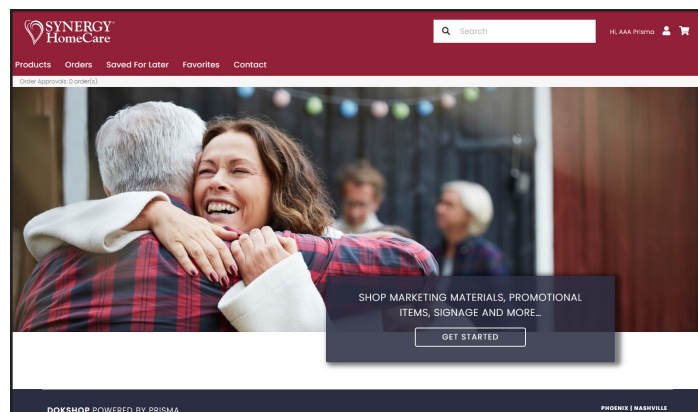 SYNERGY®
HomeCare
Search
Hi, AAA Prisma
Products Orders Saved For Later Favorites Contact
Order Approvals: 0 order(s).
SHOP MARKETING MATERIALS, PROMOTIONAL
ITEMS, SIGNAGE AND MORE...
GET STARTED
DOKSHOP POWERED BY PRISMA
PHOENIX | NASHVILLE